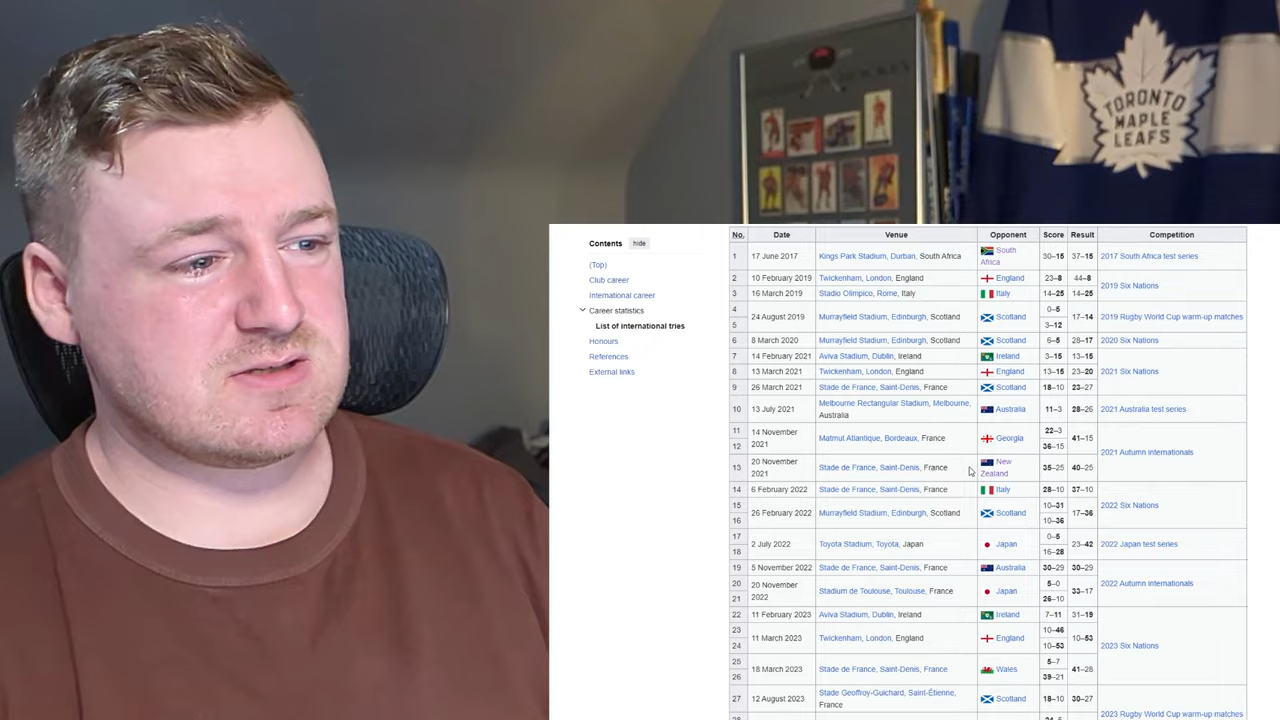 TORONTO
MAPLE
LEAFS
Contents hide
(Top)
Club career
International career
Career statistics
List of international tries
Honours
References
External links
No. Date Venue Opponent Score Result Competition
1 17 June 2017 Kings Park Stadium, Durban, South Africa South Africa 30–15 37–15 2017 South Africa test series
2 10 February 2019 Twickenham, London, England England 23–8 44–8 2019 Six Nations
3 16 March 2019 Stadio Olimpico, Rome, Italy Italy 14–25 14–25
4 24 August 2019 Murrayfield Stadium, Edinburgh, Scotland Scotland 0–5 17–14 2019 Rugby World Cup warm-up matches
5 3–12
6 8 March 2020 Murrayfield Stadium, Edinburgh, Scotland Scotland 6–5 28–17 2020 Six Nations
7 14 February 2021 Aviva Stadium, Dublin, Ireland Ireland 3–15 13–15 2021 Six Nations
8 13 March 2021 Twickenham, London, England England 13–15 23–20
9 26 March 2021 Stade de France, Saint-Denis, France Scotland 18–10 23–27
10 13 July 2021 Melbourne Rectangular Stadium, Melbourne, Australia Australia 11–3 28–26 2021 Australia test series
11 14 November 2021 Matmut Atlantique, Bordeaux, France Georgia 22–3 41–15 2021 Autumn internationals
12 36–15
13 20 November 2021 Stade de France, Saint-Denis, France New Zealand 35–25 40–25
14 6 February 2022 Stade de France, Saint-Denis, France Italy 28–10 37–10 2022 Six Nations
15 26 February 2022 Murrayfield Stadium, Edinburgh, Scotland Scotland 10–31 17–36
16 10–36
17 2 July 2022 Toyota Stadium, Toyota, Japan Japan 0–5 23–42 2022 Japan test series
18 16–28
19 5 November 2022 Stade de France, Saint-Denis, France Australia 30–29 30–29 2022 Autumn internationals
20 20 November 2022 Stadium de Toulouse, Toulouse, France Japan 5–0 33–17
21 26–10
22 11 February 2023 Aviva Stadium, Dublin, Ireland Ireland 7–11 31–19 2023 Six Nations
23 11 March 2023 Twickenham, London, England England 10–46 10–53
24 10–53
25 18 March 2023 Stade de France, Saint-Denis, France Wales 5–7 41–28
26 39–21
27 12 August 2023 Stade Geoffroy-Guichard, Saint-Étienne, France Scotland 18–10 30–27 2023 Rugby World Cup warm-up matches